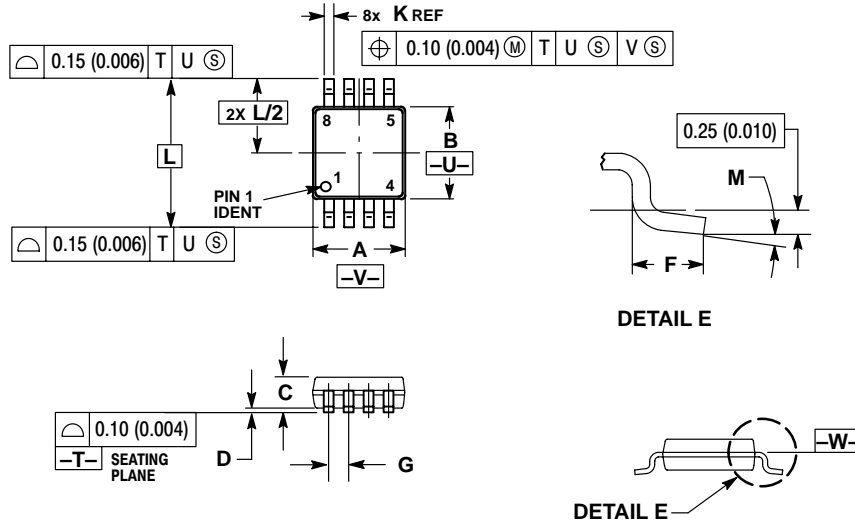 8x K REF
⌓ 0.15 (0.006) T U Ⓢ
⌖ 0.10 (0.004) Ⓜ T U Ⓢ V Ⓢ
2X L/2
8 5
L
B
–U–
PIN 1
IDENT
1
4
⌓ 0.15 (0.006) T U Ⓢ
A
–V–
0.25 (0.010)
M
F
DETAIL E
C
⌓ 0.10 (0.004)
–T– SEATING
PLANE
D
G
–W–
DETAIL E